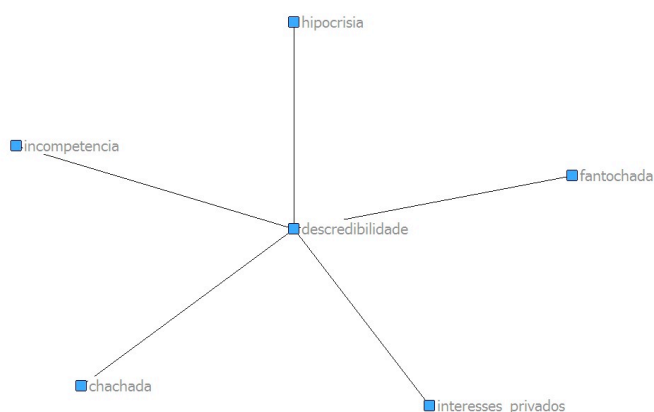 hipocrisia
incompetencia
fantochada
descredibilidade
chachada
interesses_privados